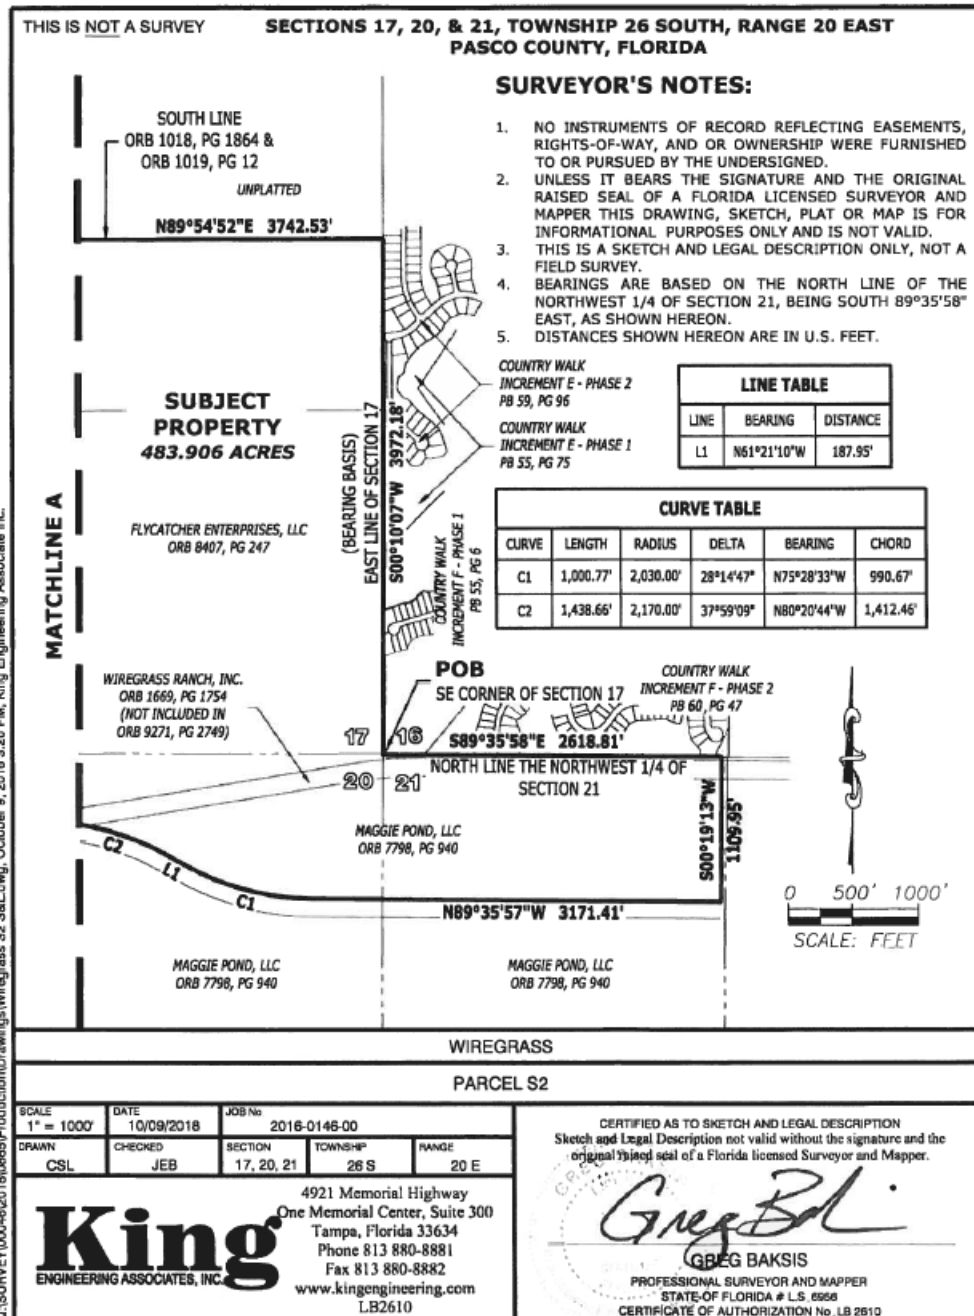 THIS IS NOT A SURVEY
SECTIONS 17, 20, & 21, TOWNSHIP 26 SOUTH, RANGE 20 EAST
PASCO COUNTY, FLORIDA
SURVEYOR'S NOTES:
1. NO INSTRUMENTS OF RECORD REFLECTING EASEMENTS,
RIGHTS-OF-WAY, AND OR OWNERSHIP WERE FURNISHED
TO OR PURSUED BY THE UNDERSIGNED.
2. UNLESS IT BEARS THE SIGNATURE AND THE ORIGINAL
RAISED SEAL OF A FLORIDA LICENSED SURVEYOR AND
MAPPER THIS DRAWING, SKETCH, PLAT OR MAP IS FOR
INFORMATIONAL PURPOSES ONLY AND IS NOT VALID.
3. THIS IS A SKETCH AND LEGAL DESCRIPTION ONLY, NOT A
FIELD SURVEY.
4. BEARINGS ARE BASED ON THE NORTH LINE OF THE
NORTHWEST 1/4 OF SECTION 21, BEING SOUTH 89°35'58"
EAST, AS SHOWN HEREON.
5. DISTANCES SHOWN HEREON ARE IN U.S. FEET.
SOUTH LINE
ORB 1018, PG 1864 &
ORB 1019, PG 12
UNPLATTED
N89°54'52"E 3742.53'
SUBJECT
PROPERTY
483.906 ACRES
MATCHLINE A
FLYCATCHER ENTERPRISES, LLC
ORB 8407, PG 247
(BEARING BASIS)
EAST LINE OF SECTION 17
S00°10'07"W 3972.18'
COUNTRY WALK
INCREMENT E - PHASE 2
PB 59, PG 96
COUNTRY WALK
INCREMENT E - PHASE 1
PB 55, PG 75
COUNTRY WALK
INCREMENT F - PHASE 1
PB 55, PG 6
LINE TABLE
LINE BEARING DISTANCE
L1 N61°21'10"W 187.95'
CURVE TABLE
CURVE LENGTH RADIUS DELTA BEARING CHORD
C1 1,000.77' 2,030.00' 28°14'47" N75°28'33"W 990.67'
C2 1,438.66' 2,170.00' 37°59'09" N80°20'44"W 1,412.46'
WIREGRASS RANCH, INC.
ORB 1669, PG 1754
(NOT INCLUDED IN
ORB 9271, PG 2749)
POB
SE CORNER OF SECTION 17
COUNTRY WALK
INCREMENT F - PHASE 2
PB 60, PG 47
17 16
20 21
S89°35'58"E 2618.81'
NORTH LINE THE NORTHWEST 1/4 OF
SECTION 21
S00°19'13"W
1109.95'
MAGGIE POND, LLC
ORB 7798, PG 940
C2
L1
C1
N89°35'57"W 3171.41'
MAGGIE POND, LLC
ORB 7798, PG 940
MAGGIE POND, LLC
ORB 7798, PG 940
0 500' 1000'
SCALE: FEET
WIREGRASS
PARCEL S2
SCALE
1" = 1000'
DATE
10/09/2018
JOB No
2016-0146-00
DRAWN
CSL
CHECKED
JEB
SECTION
17, 20, 21
TOWNSHIP
26 S
RANGE
20 E
King
ENGINEERING ASSOCIATES, INC.
4921 Memorial Highway
One Memorial Center, Suite 300
Tampa, Florida 33634
Phone 813 880-8881
Fax 813 880-8882
www.kingengineering.com
LB2610
CERTIFIED AS TO SKETCH AND LEGAL DESCRIPTION
Sketch and Legal Description not valid without the signature and the
original raised seal of a Florida licensed Surveyor and Mapper.
GREG BAKSIS
PROFESSIONAL SURVEYOR AND MAPPER
STATE OF FLORIDA # L.S. 6956
CERTIFICATE OF AUTHORIZATION No. LB 2610